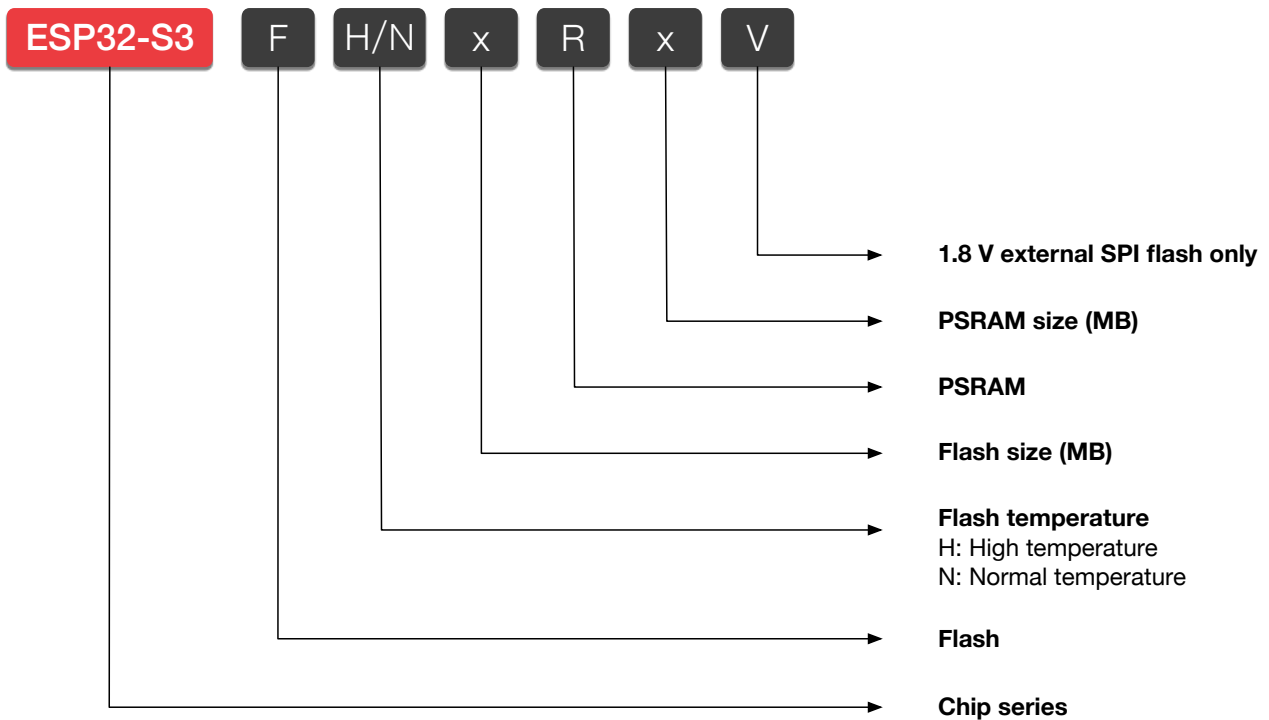 ESP32-S3 F H/N x R x V
1.8 V external SPI flash only
PSRAM size (MB)
PSRAM
Flash size (MB)
Flash temperature
H: High temperature
N: Normal temperature
Flash
Chip series